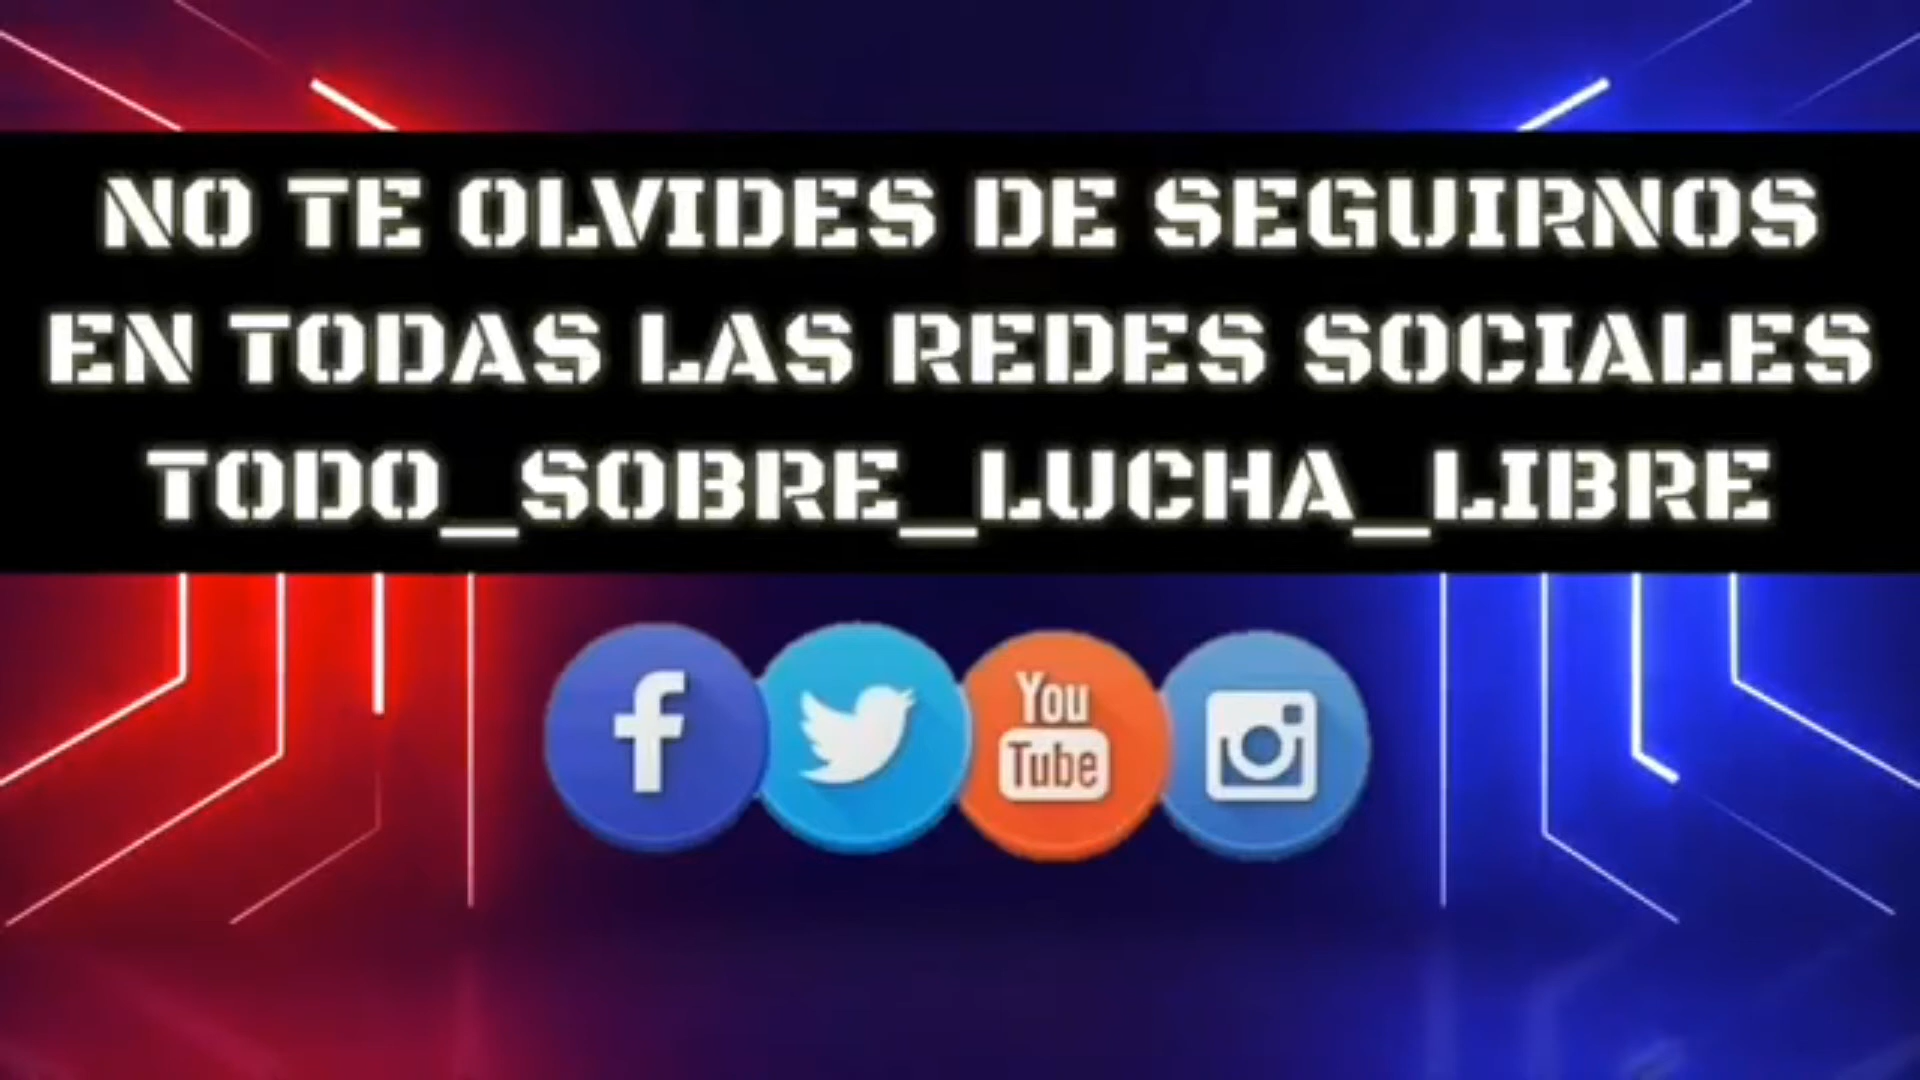 NO TE OLVIDES DE SEGUIRNOS
EN TODAS LAS REDES SOCIALES
TODO_SOBRE_LUCHA_LIBRE
You
Tube